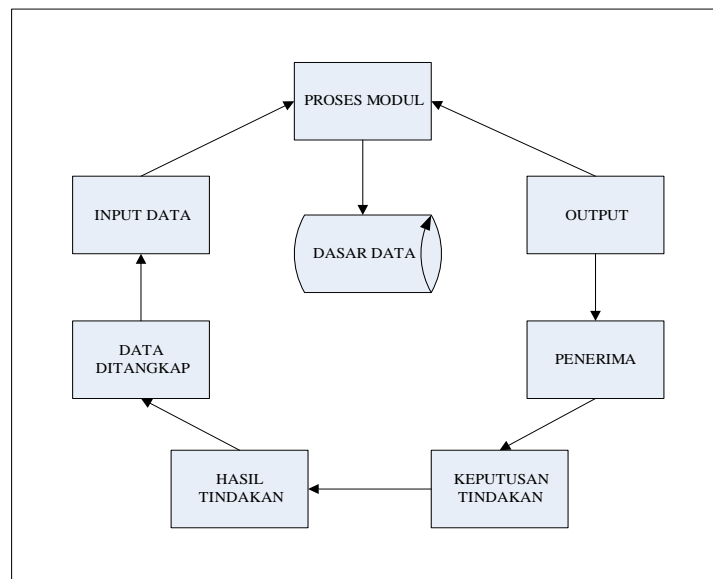 PROSES MODUL
INPUT DATA
OUTPUT
DASAR DATA
DATA
DITANGKAP
PENERIMA
HASIL
TINDAKAN
KEPUTUSAN
TINDAKAN